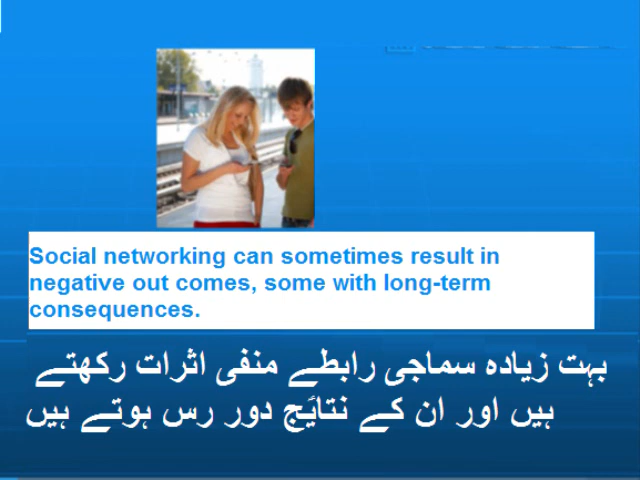 Social networking can sometimes result in
negative out comes, some with long-term
consequences.
بہت زیادہ سماجی رابطے منفی اثرات رکھتے
ہیں اور ان کے نتایٔج دور رس ہوتے ہیں